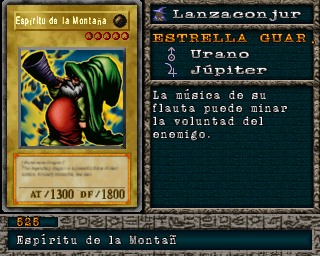 Espíritu de la Montaña
AT/1300 DF/1800
Lanzaconjur
ESTRELLA GUAR.
Urano
Júpiter
La música de su
flauta puede minar
la voluntad del
enemigo.
525
Espíritu de la Montañ